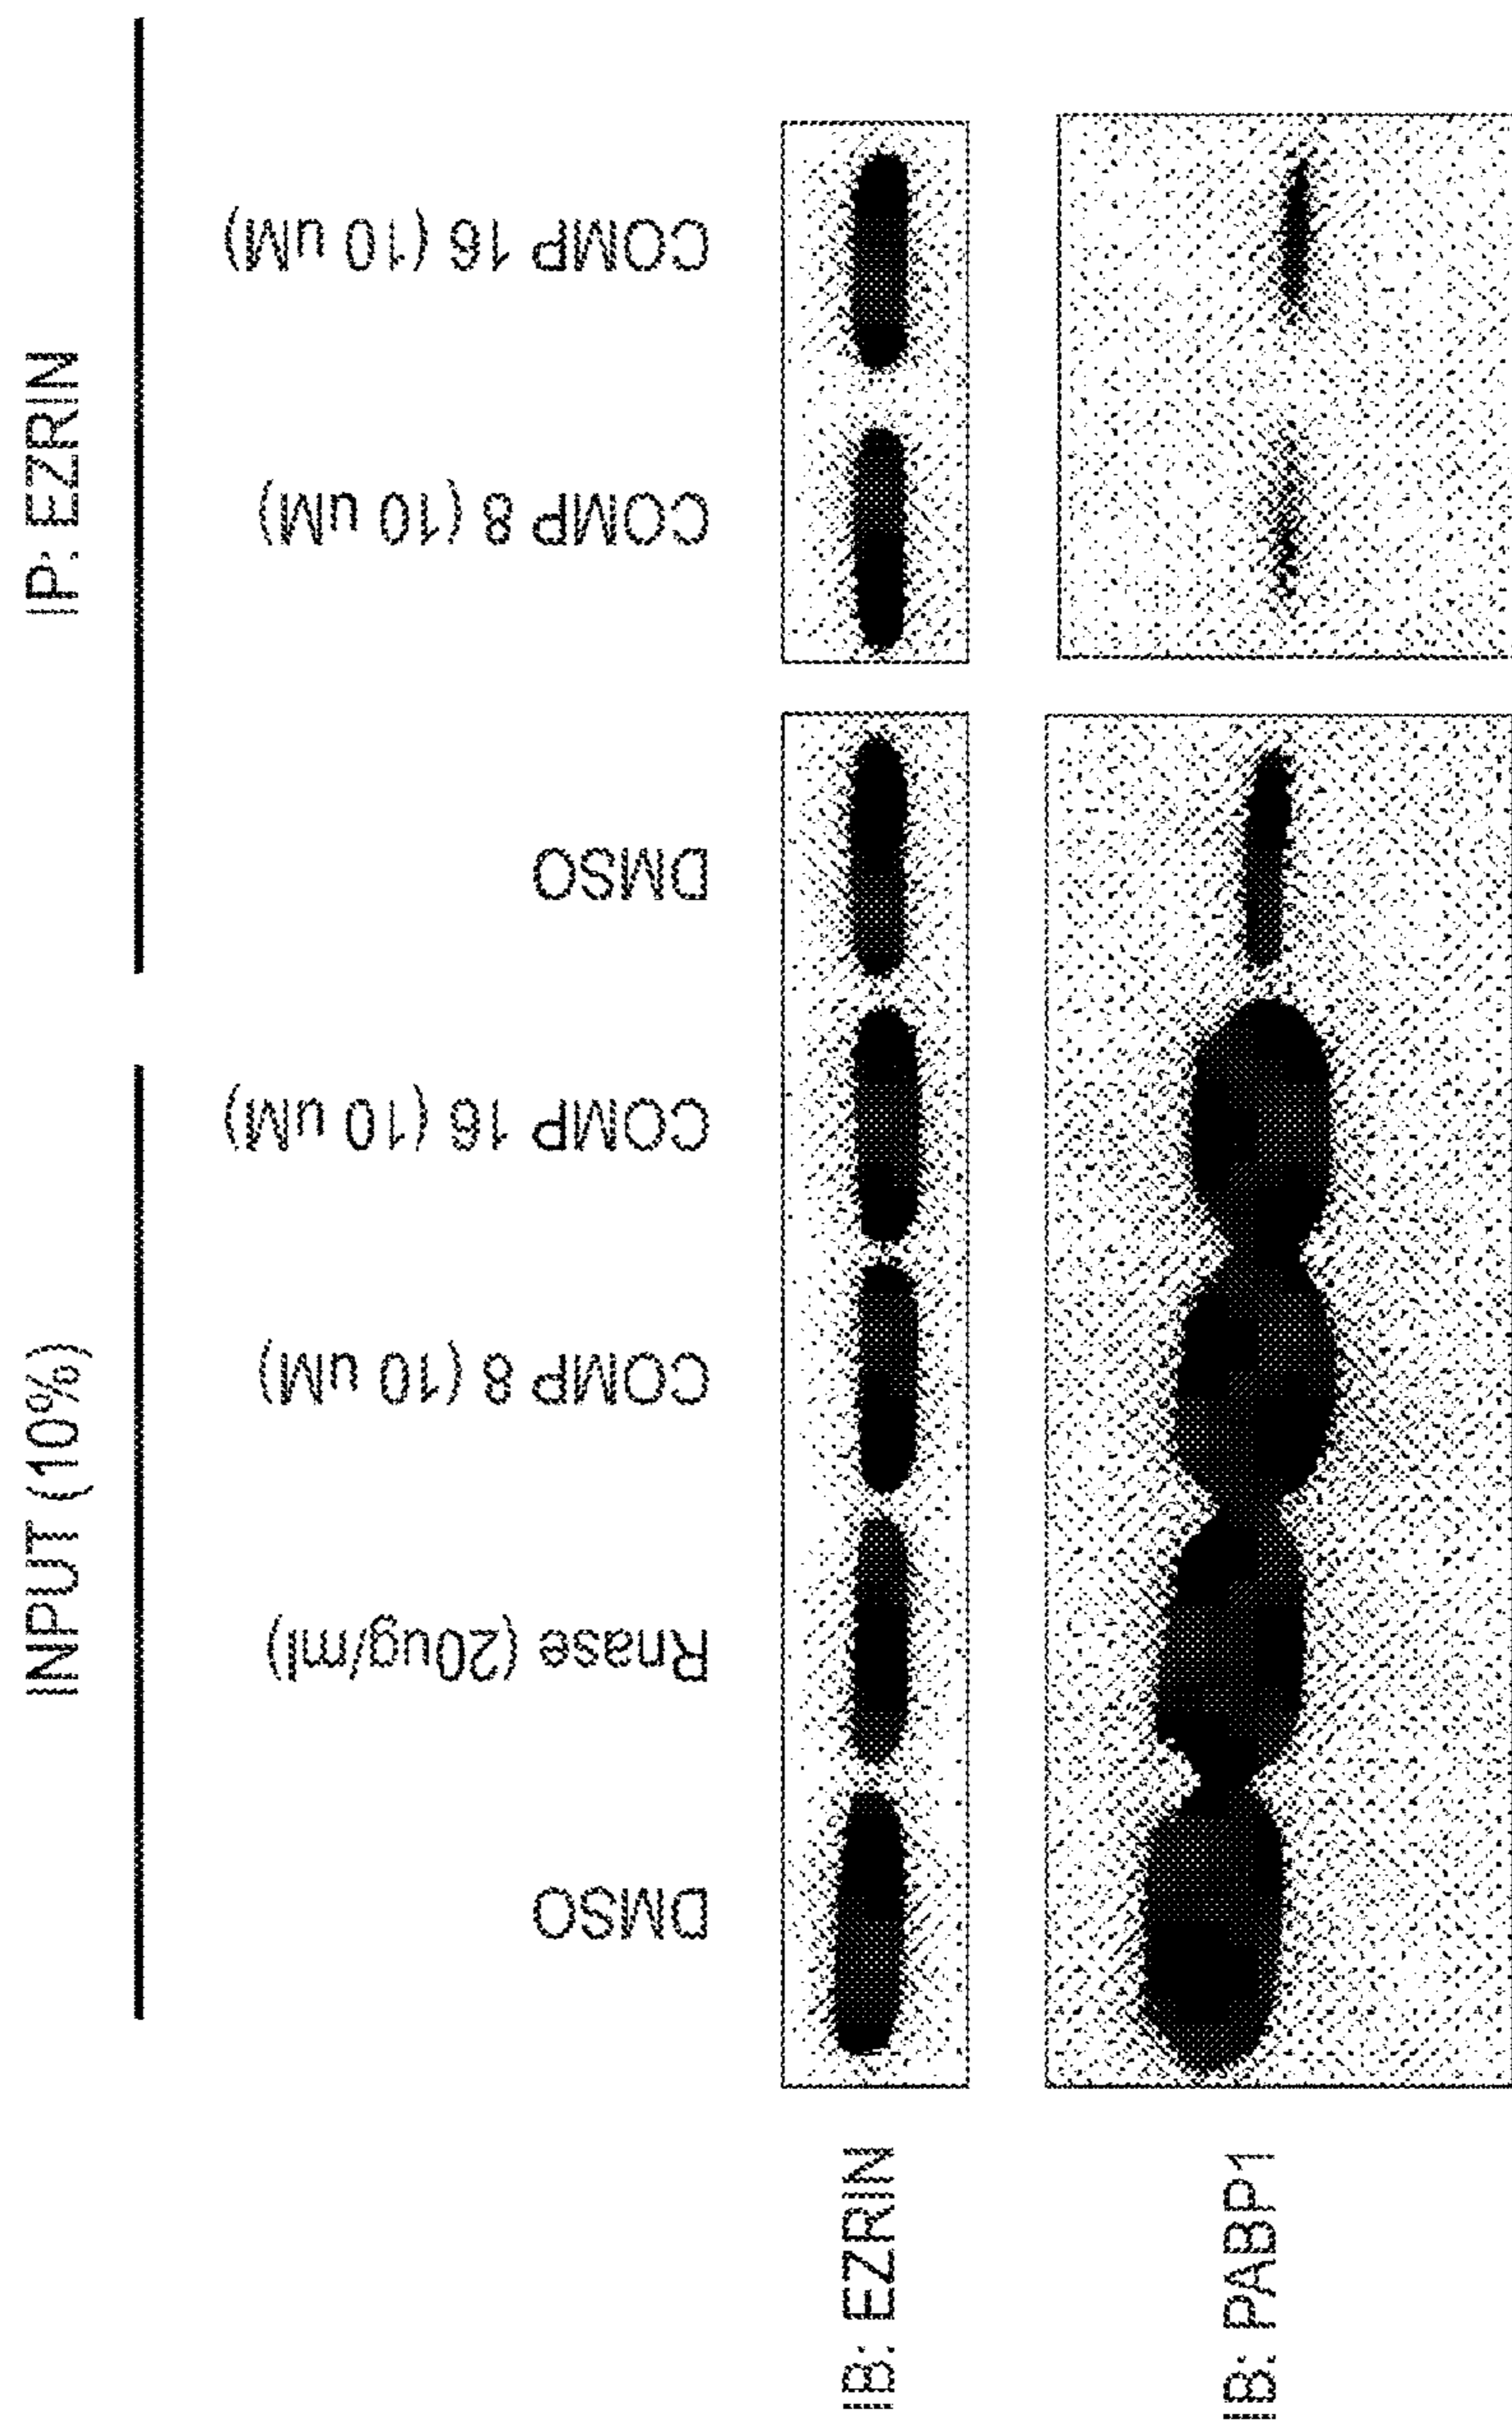 INPUT (10%)
IP: EZRIN
DMSO
Rnase (20ug/ml)
COMP 8 (10 uM)
COMP 16 (10 uM)
DMSO
COMP 8 (10 uM)
COMP 16 (10 uM)
IB: EZRIN
IB: PABP1